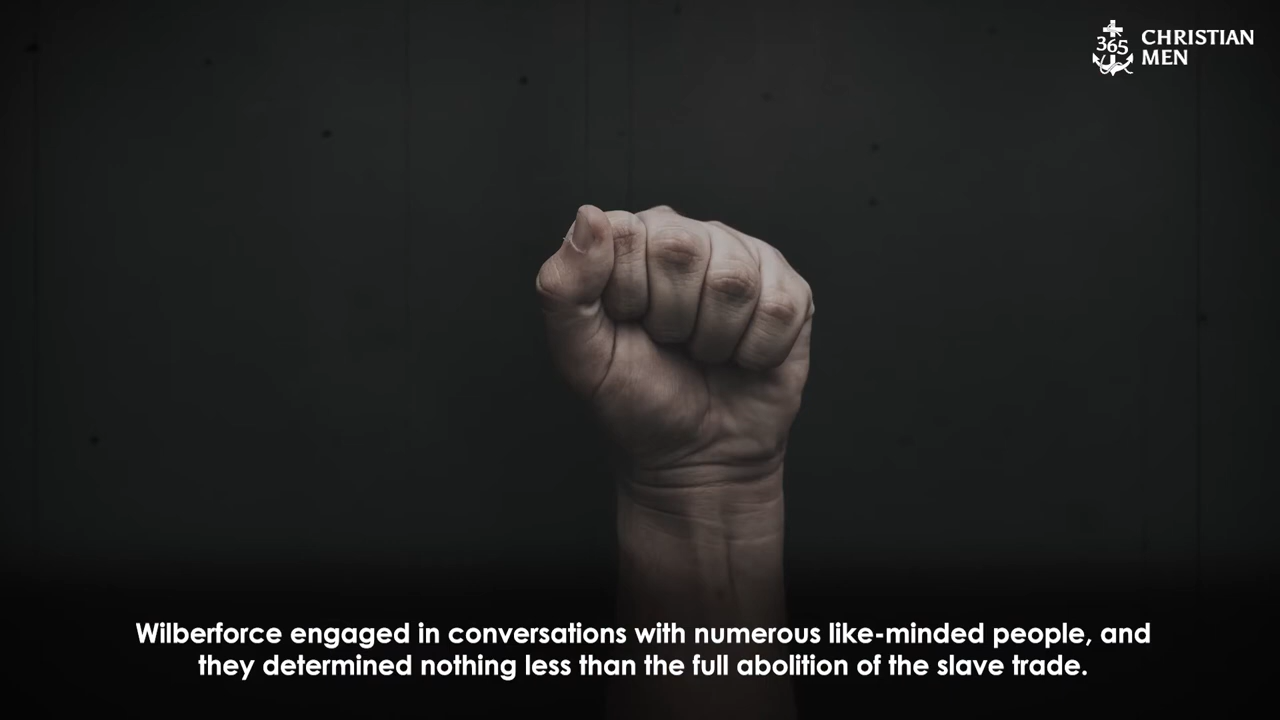 365
CHRISTIAN
MEN
Wilberforce engaged in conversations with numerous like-minded people, and
they determined nothing less than the full abolition of the slave trade.